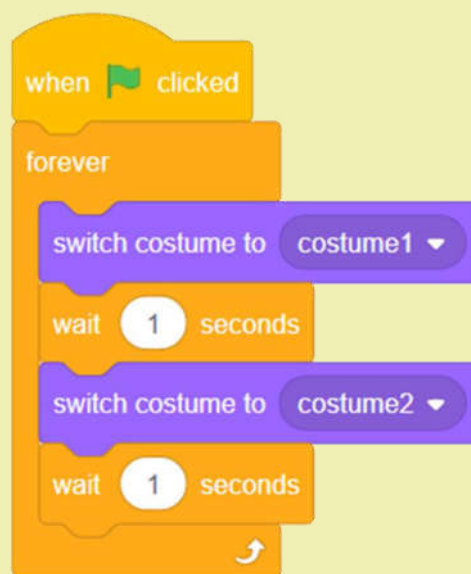 when clicked
forever
switch costume to costume1
wait 1 seconds
switch costume to costume2
wait 1 seconds